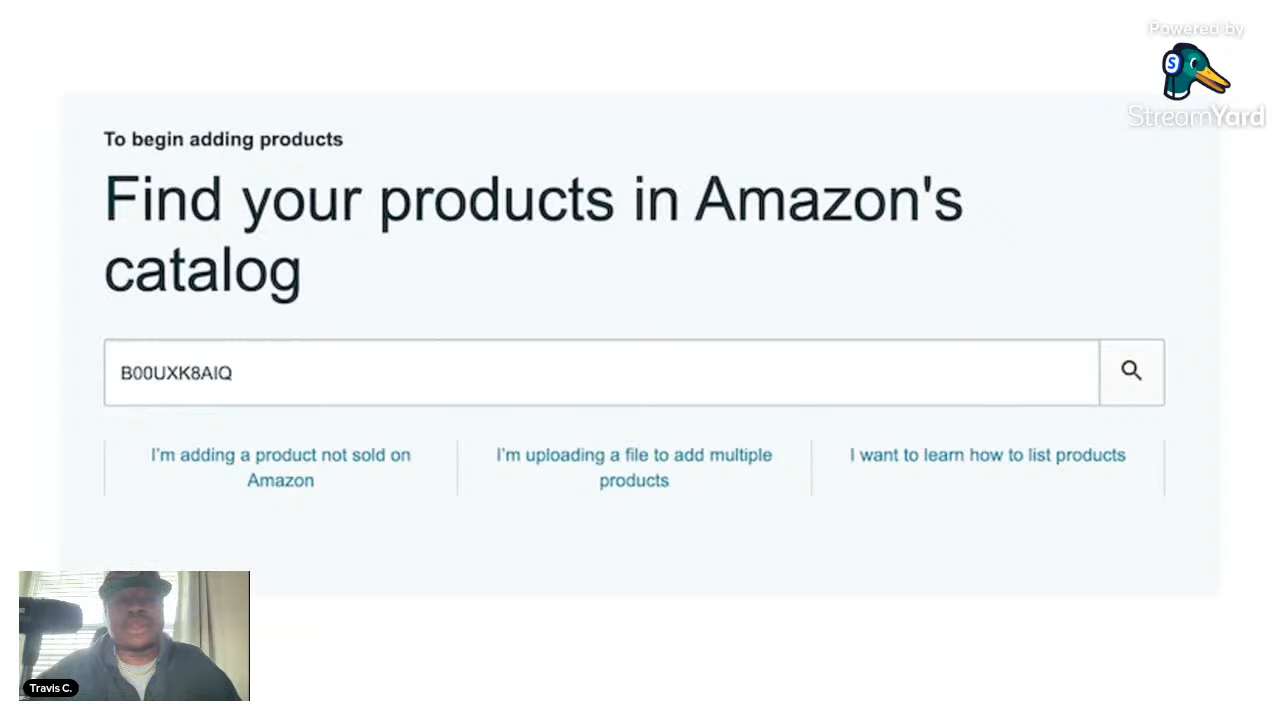 Powered by
StreamYard
To begin adding products
Find your products in Amazon's
catalog
B00UXK8AIQ
I'm adding a product not sold on
Amazon
I'm uploading a file to add multiple
products
I want to learn how to list products
Travis C.